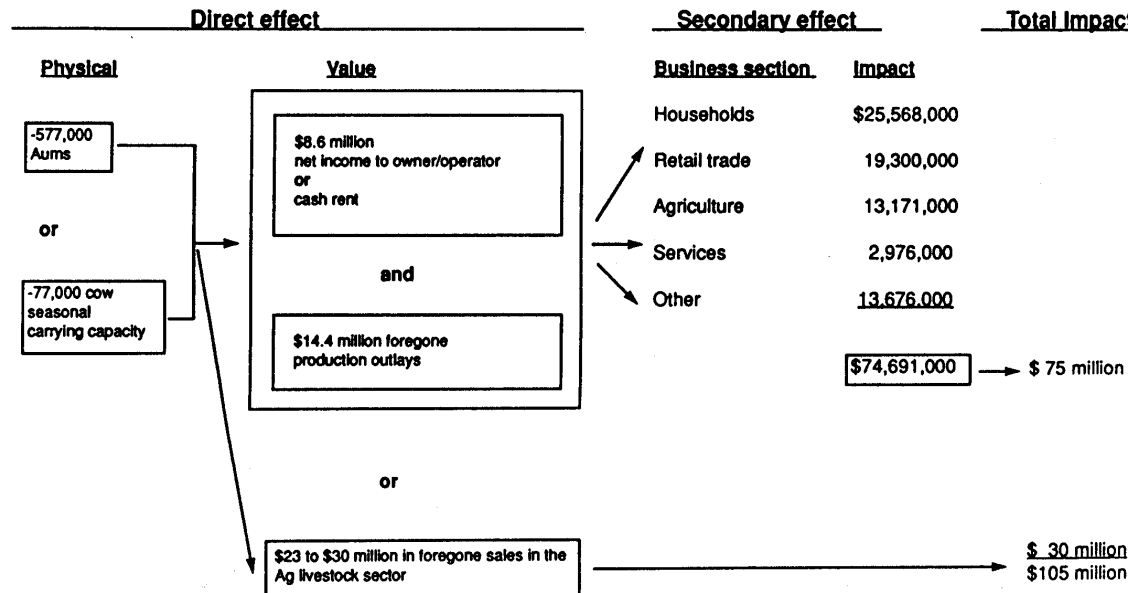 Direct effect Secondary effect Total Impact
Physical Value Business section Impact
-577,000
Aums
or
-77,000 cow
seasonal
carrying capacity
$8.6 million
net income to owner/operator
or
cash rent
and
$14.4 million foregone
production outlays
or
$23 to $30 million in foregone sales in the
Ag livestock sector
Households $25,568,000
Retail trade 19,300,000
Agriculture 13,171,000
Services 2,976,000
Other 13.676.000
$74,691,000
$ 75 million
$ 30 million
$105 million